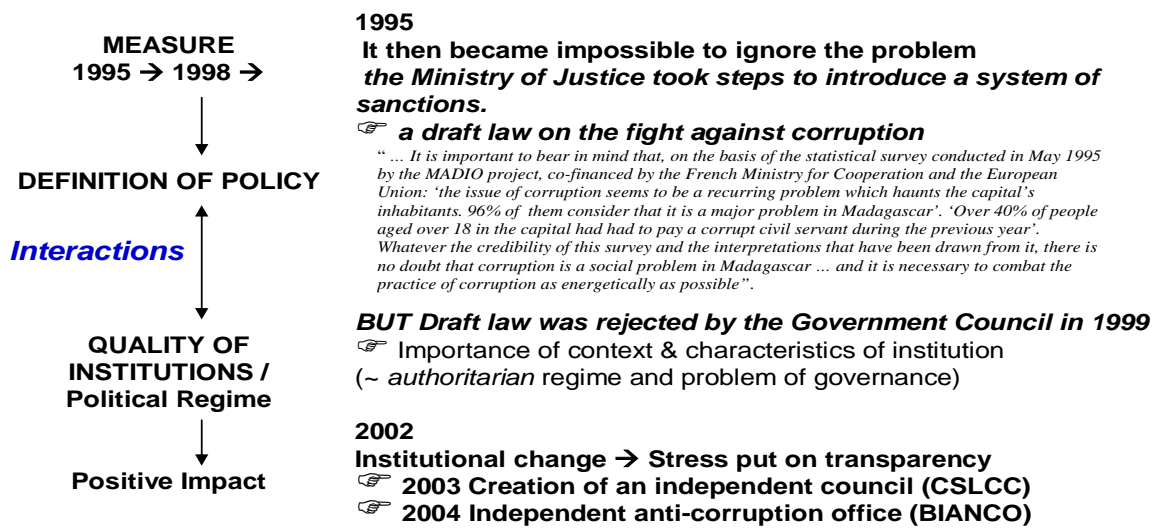 MEASURE
1995 → 1998 →
DEFINITION OF POLICY
Interactions
QUALITY OF
INSTITUTIONS /
Political Regime
Positive Impact
1995
It then became impossible to ignore the problem
the Ministry of Justice took steps to introduce a system of
sanctions.
☞ a draft law on the fight against corruption
“ … It is important to bear in mind that, on the basis of the statistical survey conducted in May 1995
by the MADIO project, co-financed by the French Ministry for Cooperation and the European
Union: ‘the issue of corruption seems to be a recurring problem which haunts the capital’s
inhabitants. 96% of them consider that it is a major problem in Madagascar’. ‘Over 40% of people
aged over 18 in the capital had had to pay a corrupt civil servant during the previous year’.
Whatever the credibility of this survey and the interpretations that have been drawn from it, there is
no doubt that corruption is a social problem in Madagascar … and it is necessary to combat the
practice of corruption as energetically as possible”.
BUT Draft law was rejected by the Government Council in 1999
☞ Importance of context & characteristics of institution
(~ authoritarian regime and problem of governance)
2002
Institutional change → Stress put on transparency
☞ 2003 Creation of an independent council (CSLCC)
☞ 2004 Independent anti-corruption office (BIANCO)